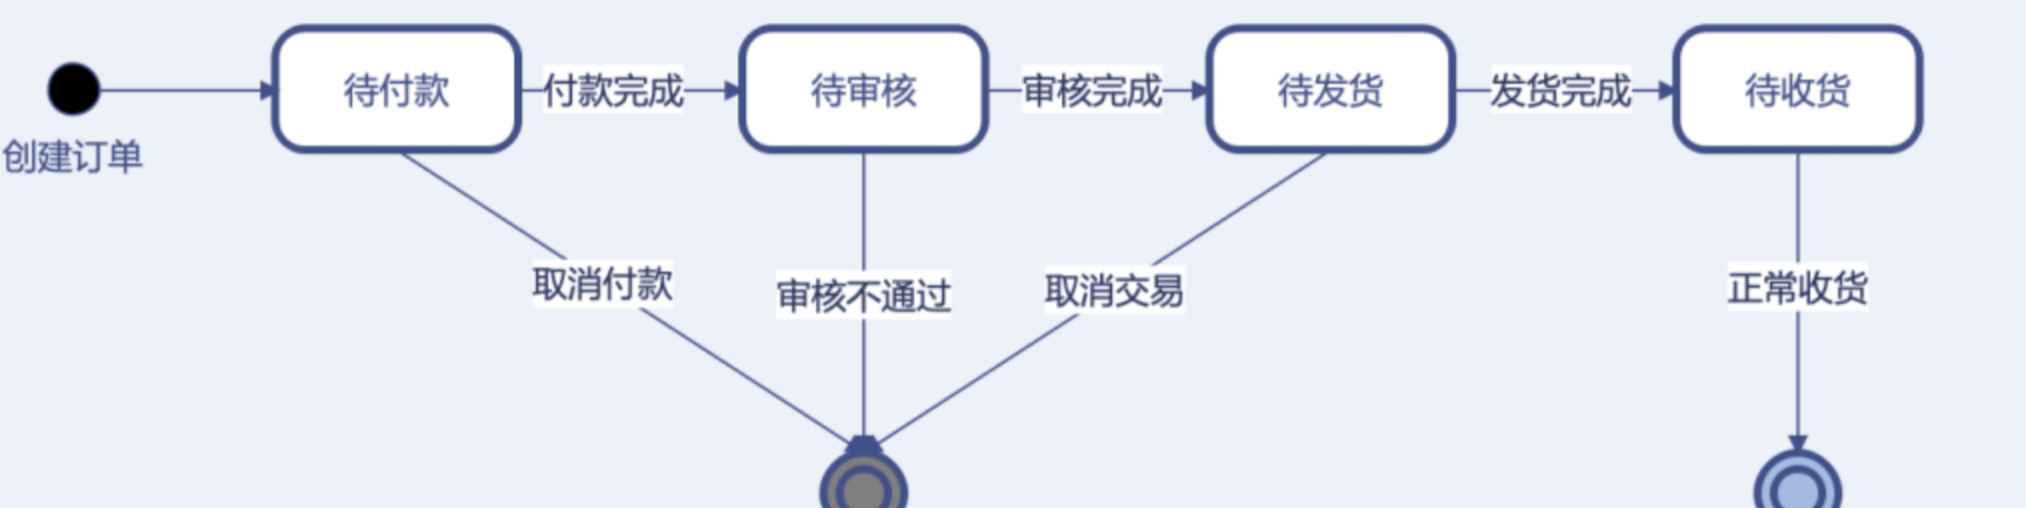 待付款
付款完成
待审核
审核完成
待发货
发货完成
待收货
创建订单
取消付款
审核不通过
取消交易
正常收货